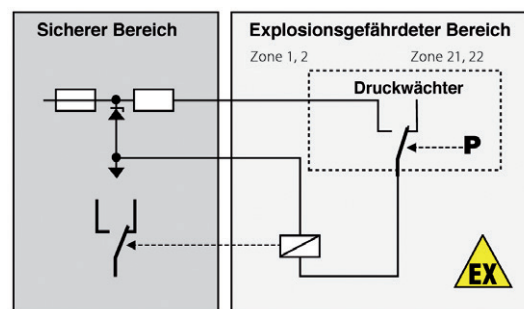 Sicherer Bereich
Explosionsgefährdeter Bereich
Zone 1, 2
Zone 21, 22
Druckwächter
P
EX